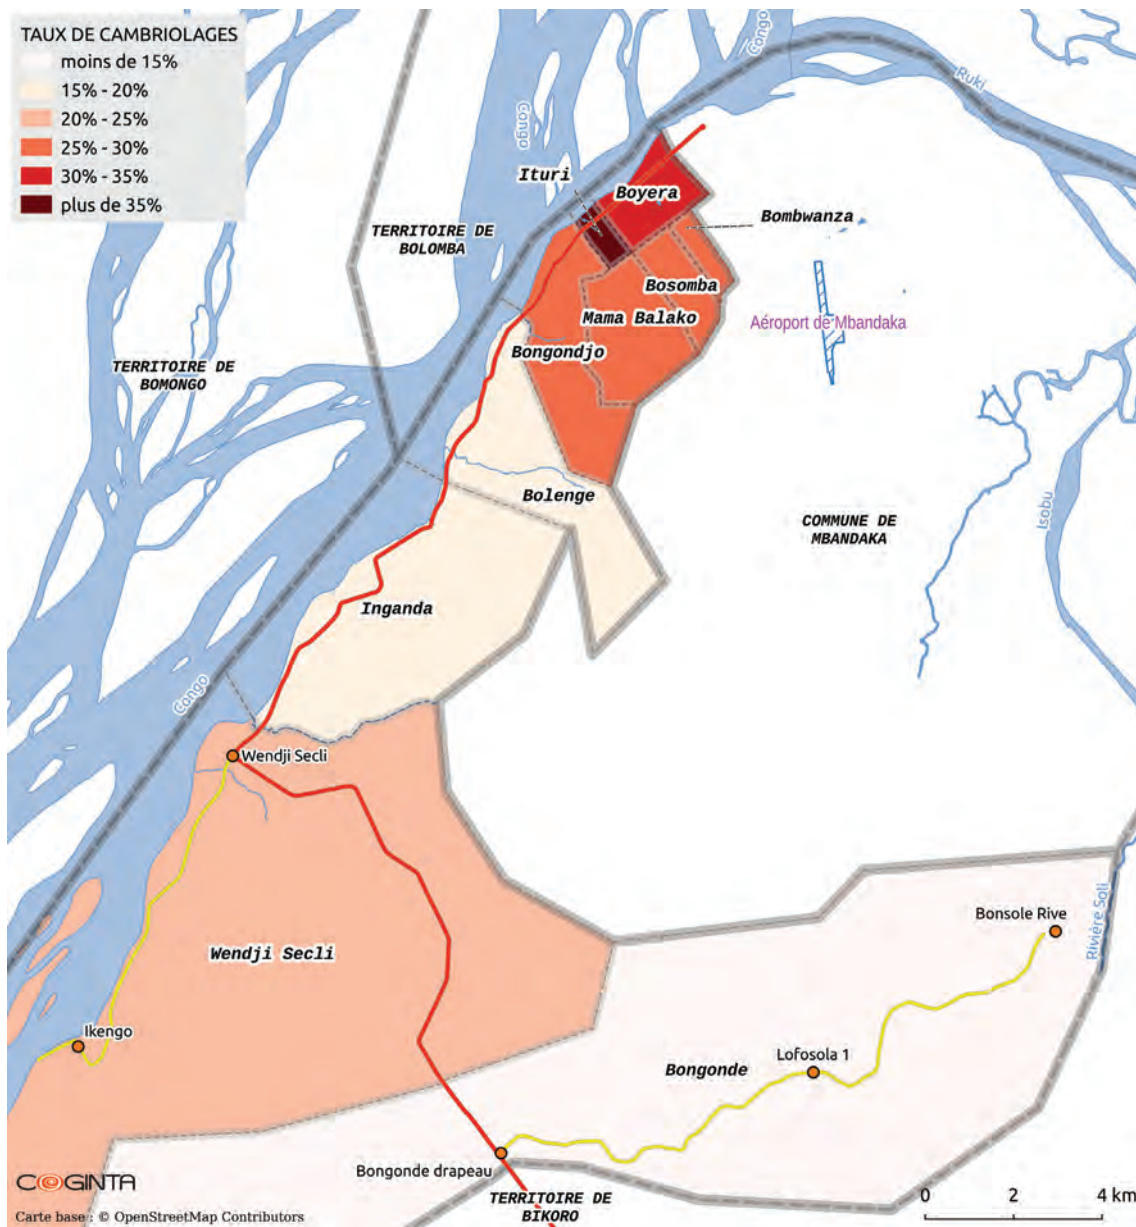 TAUX DE CAMBRIOLAGES
moins de 15%
15% - 20%
20% - 25%
25% - 30%
30% - 35%
plus de 35%
Congo
Congo
Ruki
Ituri
Boyera
Bombwanza
TERRITOIRE DE
BOLOMBA
Bosomba
Mama Balako
Aéroport de Mbandaka
Bongondjo
TERRITOIRE DE
BOMONGO
Bolenge
COMMUNE DE
MBANDAKA
Isobu
Inganda
Congo
Wendji Secli
Bonsole Rive
Rivière Soli
Wendji Secli
Ikengo
Lofosola 1
Bongonde
Bongonde drapeau
COGINTA
TERRITOIRE DE
BIKORO
0 2 4 km
Carte base : © OpenStreetMap Contributors